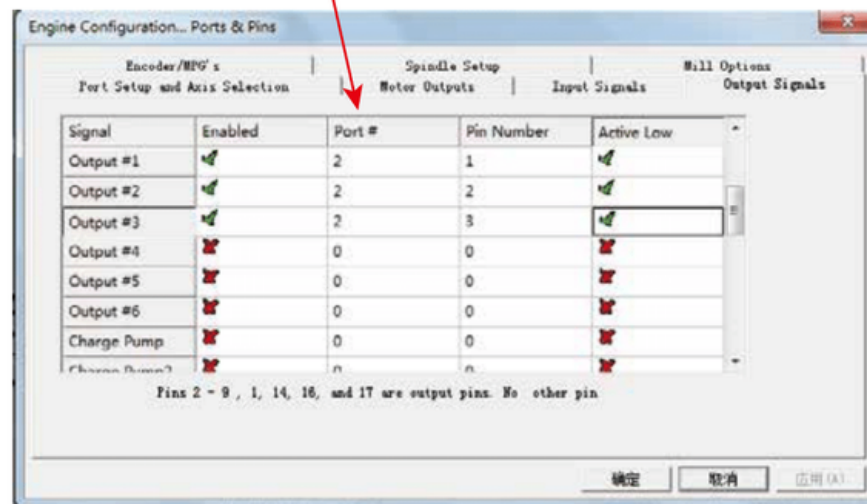 Engine Configuration... Ports & Pins
Encoder/MPG's | Spindle Setup | Mill Options
Port Setup and Axis Selection | Motor Outputs | Input Signals Output Signals
Signal Enabled Port # Pin Number Active Low
Output #1 2 1
Output #2 2 2
Output #3 2 3
Output #4 0 0
Output #5 0 0
Output #6 0 0
Charge Pump 0 0
Charge Pump2 0 0
Pins 2 - 9 , 1, 14, 16, and 17 are output pins. No other pin
确定 取消 应用(A)